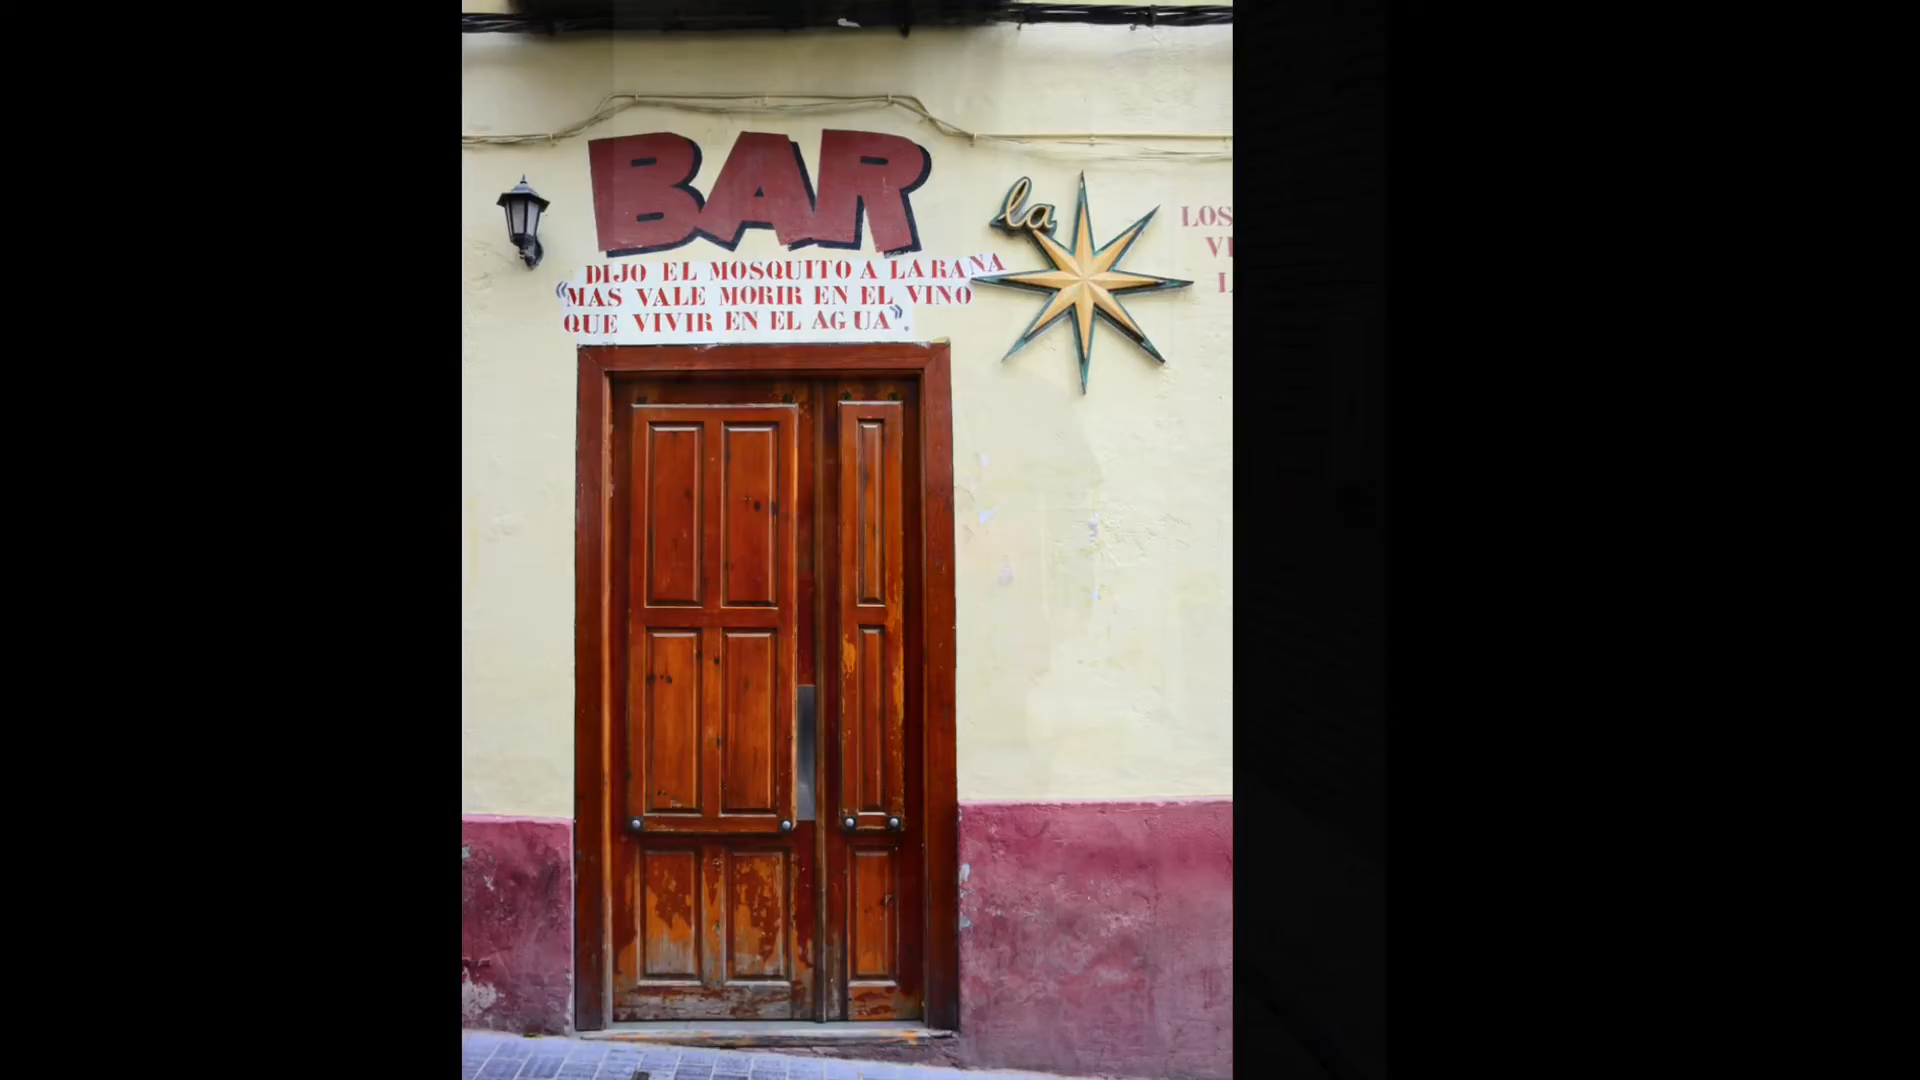 BAR
la
DIJO EL MOSQUITO A LA RANA
«MAS VALE MORIR EN EL VINO
QUE VIVIR EN EL AGUA».
LOS